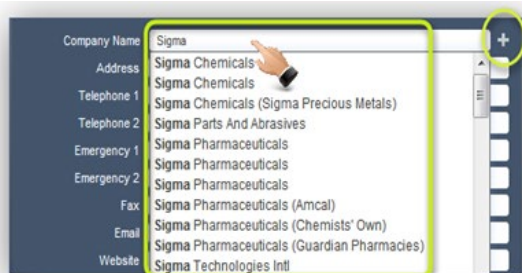 Company Name Sigma +
Address Sigma Chemicals
Sigma Chemicals
Telephone 1 Sigma Chemicals (Sigma Precious Metals)
Telephone 2 Sigma Parts And Abrasives
Emergency 1 Sigma Pharmaceuticals
Sigma Pharmaceuticals
Emergency 2 Sigma Pharmaceuticals
Fax Sigma Pharmaceuticals (Amcal)
Email Sigma Pharmaceuticals (Chemists' Own)
Sigma Pharmaceuticals (Guardian Pharmacies)
Website Sigma Technologies Intl